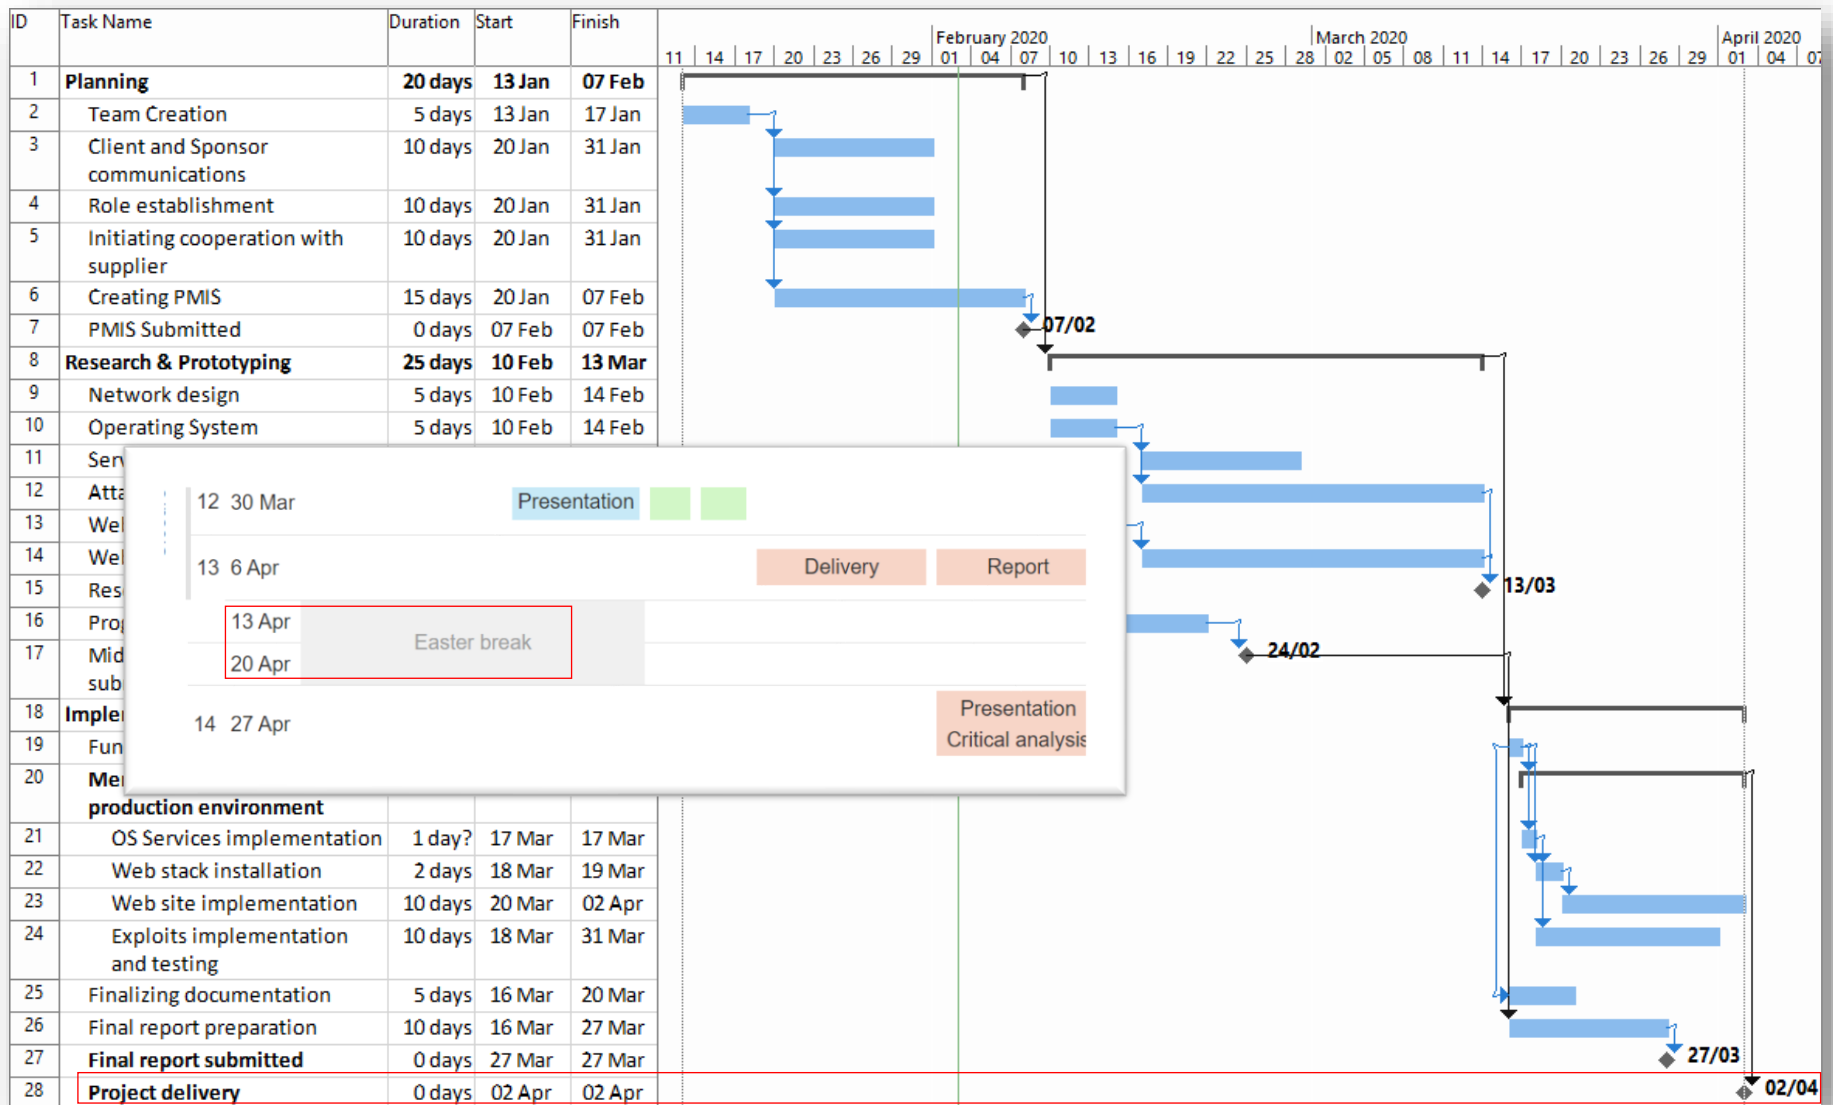 ID Task Name Duration Start Finish
February 2020 March 2020 April 2020
11 14 17 20 23 26 29 01 04 07 10 13 16 19 22 25 28 02 05 08 11 14 17 20 23 26 29 01 04 07
1 Planning 20 days 13 Jan 07 Feb
2 Team Creation 5 days 13 Jan 17 Jan
3 Client and Sponsor 10 days 20 Jan 31 Jan
communications
4 Role establishment 10 days 20 Jan 31 Jan
5 Initiating cooperation with 10 days 20 Jan 31 Jan
supplier
6 Creating PMIS 15 days 20 Jan 07 Feb
7 PMIS Submitted 0 days 07 Feb 07 Feb 07/02
8 Research & Prototyping 25 days 10 Feb 13 Mar
9 Network design 5 days 10 Feb 14 Feb
10 Operating System 5 days 10 Feb 14 Feb
11 Serv
12 Atta
13 Wel
14 Wel
15 Res 13/03
16 Pro
17 Mid 24/02
sub
18 Imple
19 Fun
20 Me
production environment
12 30 Mar Presentation
13 6 Apr Delivery Report
13 Apr
Easter break
20 Apr
14 27 Apr Presentation
Critical analysis
21 OS Services implementation 1 day? 17 Mar 17 Mar
22 Web stack installation 2 days 18 Mar 19 Mar
23 Web site implementation 10 days 20 Mar 02 Apr
24 Exploits implementation 10 days 18 Mar 31 Mar
and testing
25 Finalizing documentation 5 days 16 Mar 20 Mar
26 Final report preparation 10 days 16 Mar 27 Mar
27 Final report submitted 0 days 27 Mar 27 Mar 27/03
28 Project delivery 0 days 02 Apr 02 Apr 02/04